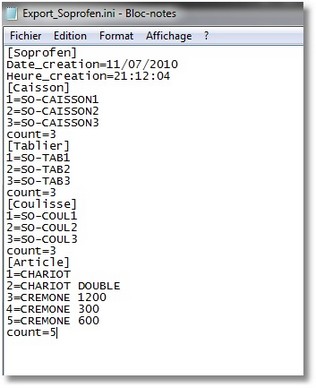 Export_Soprofen.ini - Bloc-notes
Fichier Edition Format Affichage ?
[Soprofen]
Date_creation=11/07/2010
Heure_creation=21:12:04
[Caisson]
1=SO-CAISSON1
2=SO-CAISSON2
3=SO-CAISSON3
count=3
[Tablier]
1=SO-TAB1
2=SO-TAB2
3=SO-TAB3
count=3
[Coulisse]
1=SO-COUL1
2=SO-COUL2
3=SO-COUL3
count=3
[Article]
1=CHARIOT
2=CHARIOT DOUBLE
3=CREMONE 1200
4=CREMONE 300
5=CREMONE 600
count=5